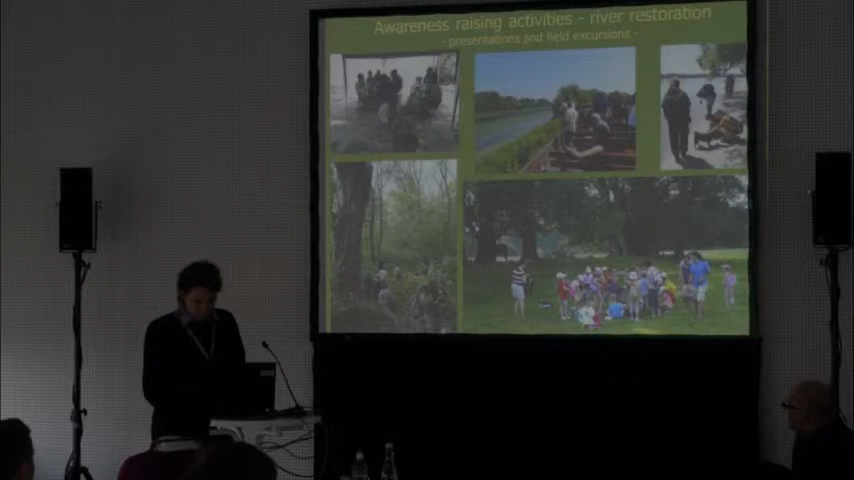 Awareness raising activities - river restoration
- presentations and field excursions -